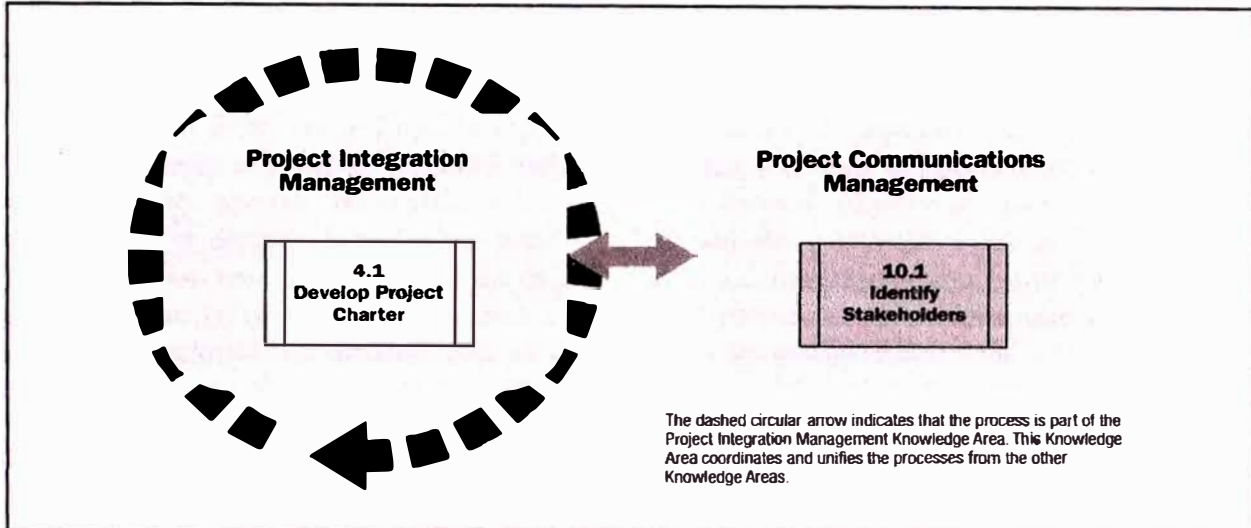 Project Integration
Management
4.1
Develop Project
Charter
Project Communications
Management
10.1
Identify
Stakeholders
The dashed circular arrow indicates that the process is part of the
Project Integration Management Knowledge Area. This Knowledge
Area coordinates and unifies the processes from the other
Knowledge Areas.